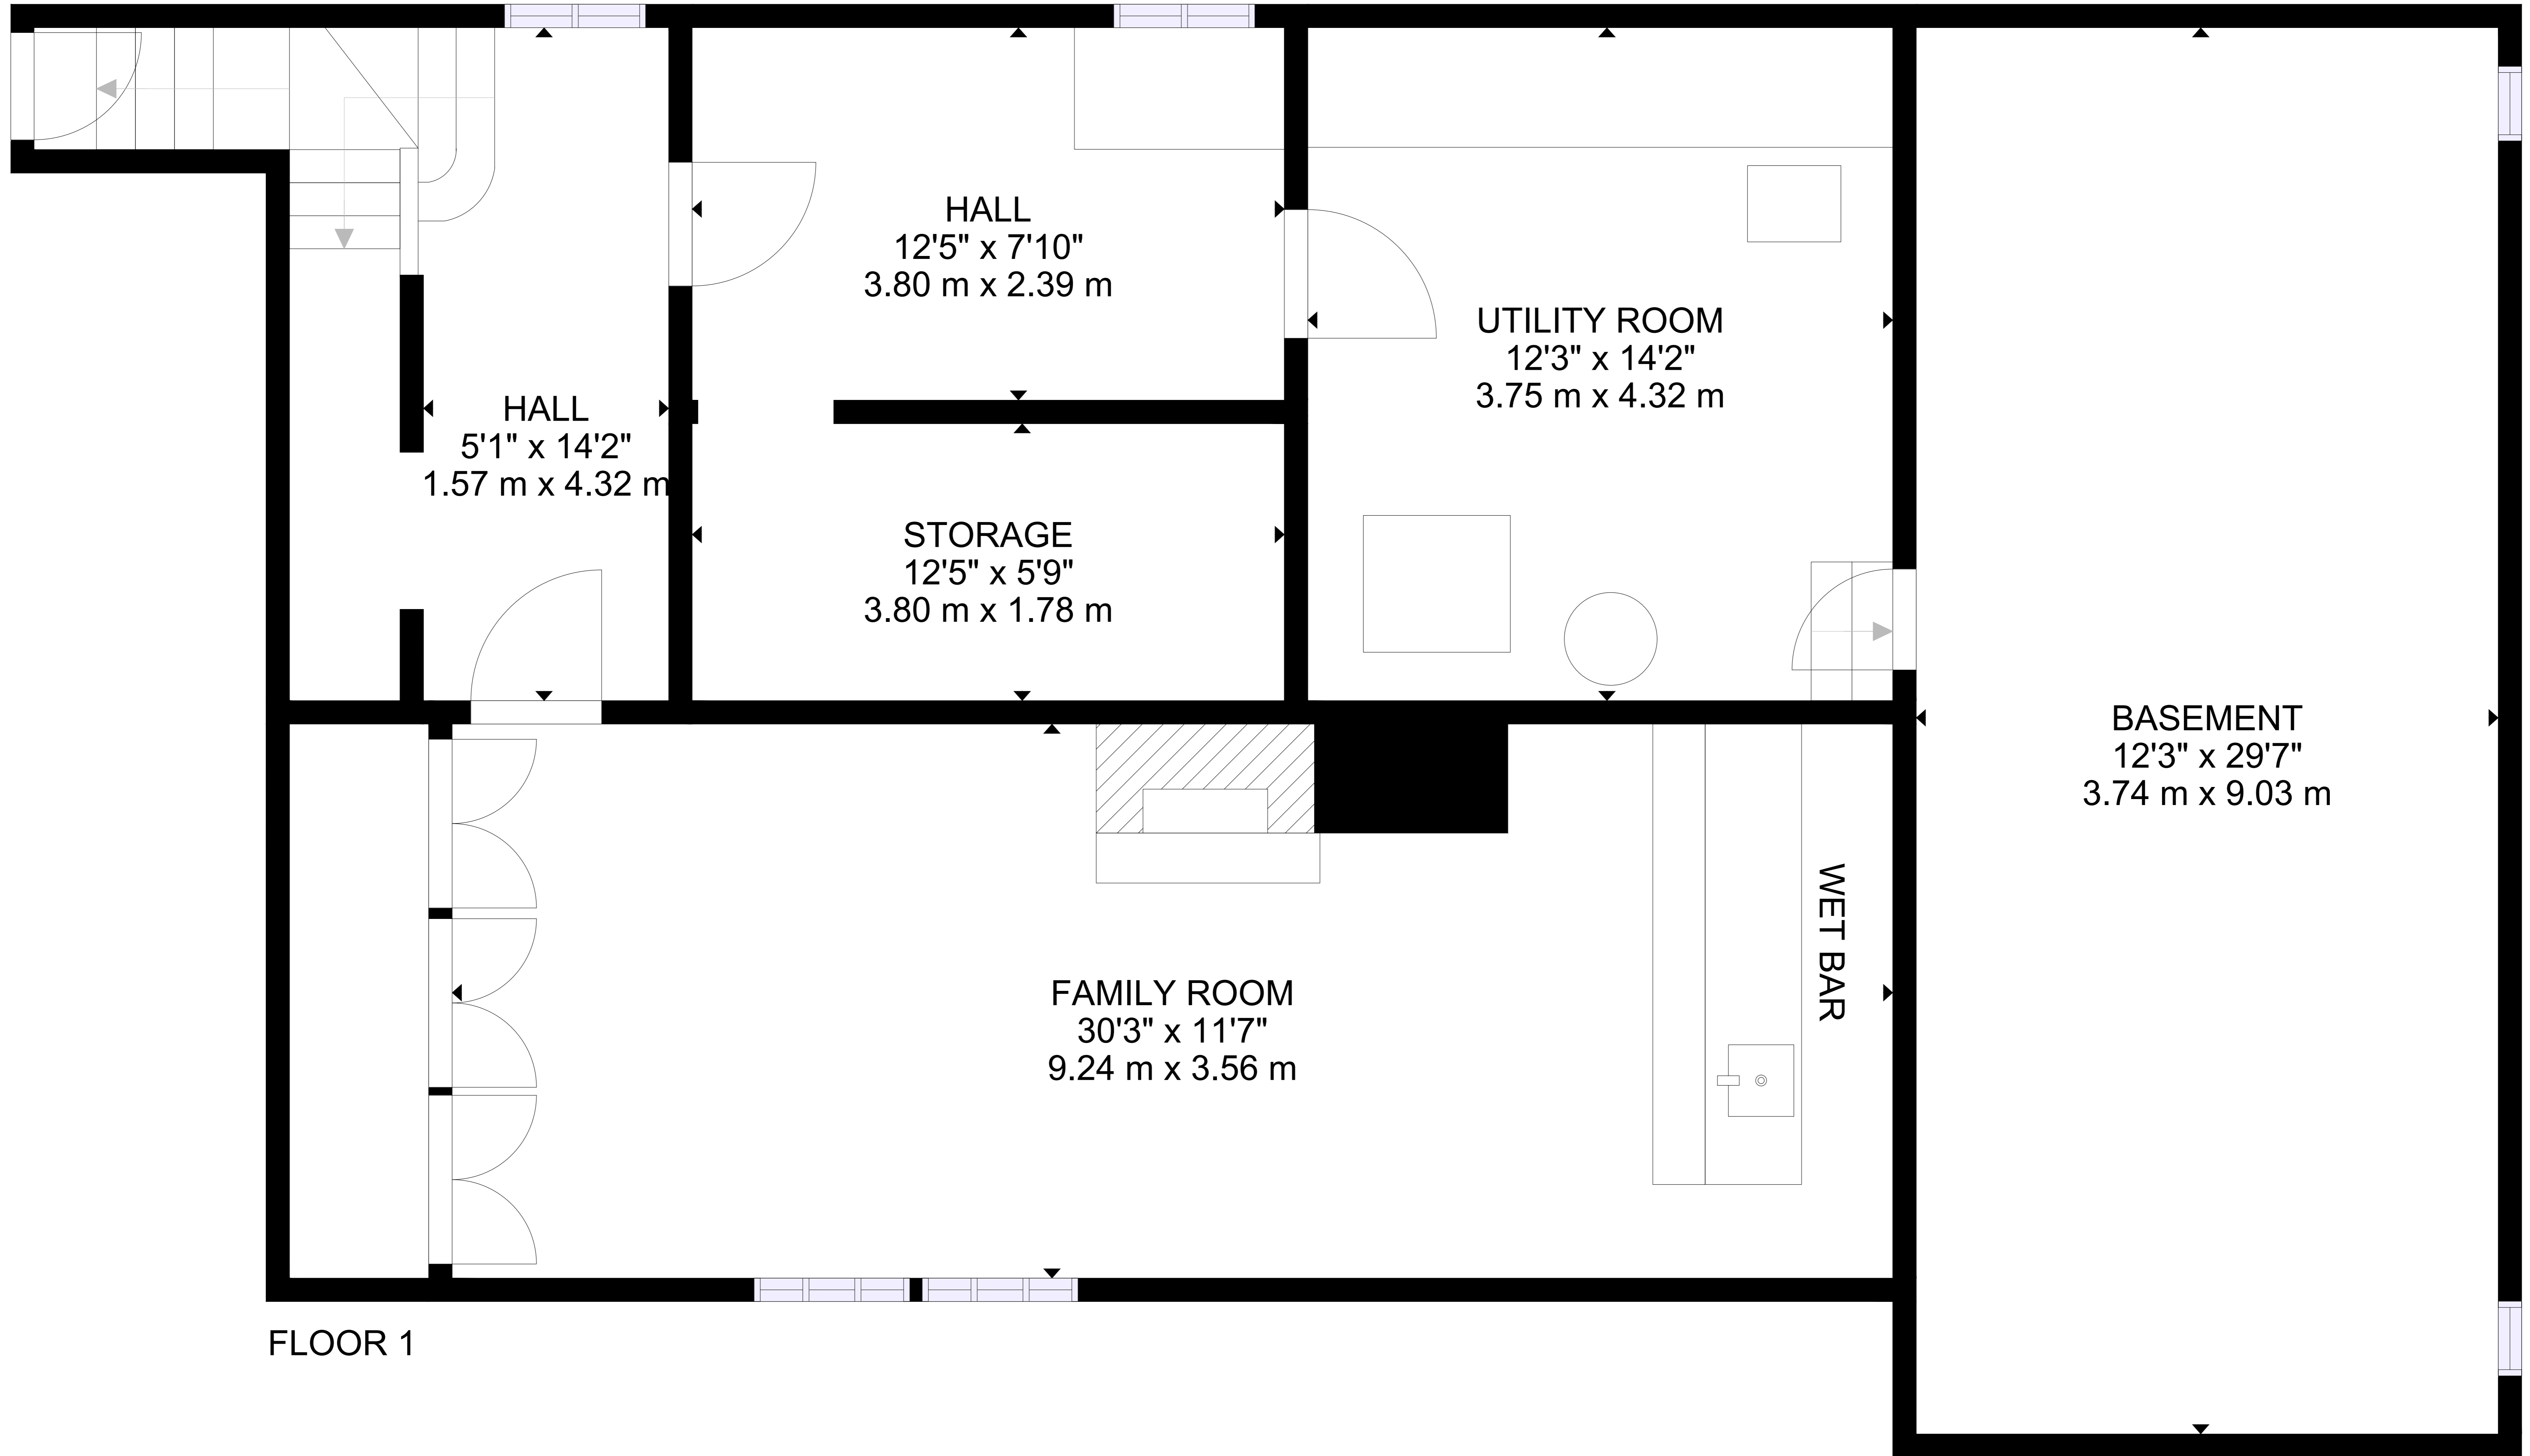 HALL
12'5" x 7'10"
3.80 m x 2.39 m
UTILITY ROOM
12'3" x 14'2"
3.75 m x 4.32 m
HALL
5'1" x 14'2"
1.57 m x 4.32 m
STORAGE
12'5" x 5'9"
3.80 m x 1.78 m
BASEMENT
12'3" x 29'7"
3.74 m x 9.03 m
WET BAR
FAMILY ROOM
30'3" x 11'7"
9.24 m x 3.56 m
FLOOR 1